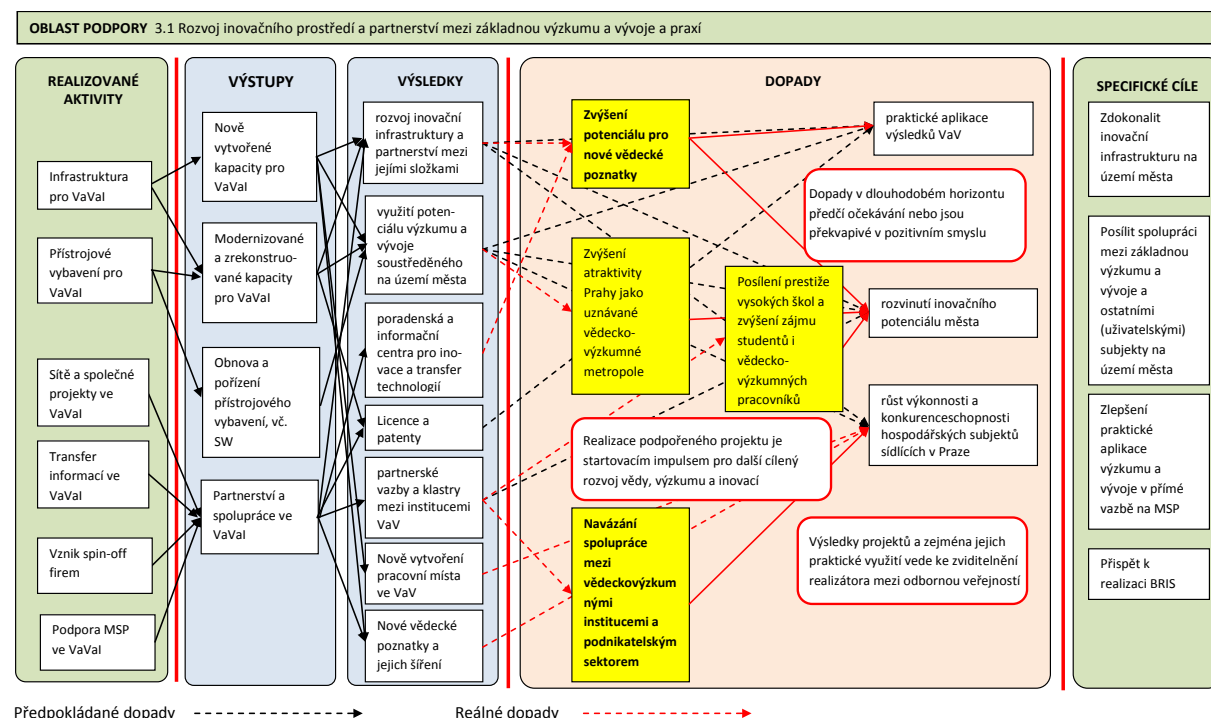 OBLAST PODPORY 3.1 Rozvoj inovačního prostředí a partnerství mezi základnou výzkumu a vývoje a praxí
REALIZOVANÉ
AKTIVITY
Infrastruktura
pro VaVaI
Přístrojové
vybavení pro
VaVaI
Sítě a společné
projekty ve
VaVaI
Transfer
informací ve
VaVaI
Vznik spin-off
firem
Podpora MSP
ve VaVaI
VÝSTUPY
Nově
vytvořené
kapacity pro
VaVaI
Modernizované
a zrekonstruo-
vané kapacity
pro VaVaI
Obnova a
pořízení
přístrojového
vybavení, vč.
SW
Partnerství a
spolupráce ve
VaVaI
VÝSLEDKY
rozvoj inovační
infrastruktury a
partnerství mezi
jejími složkami
využití poten-
ciálu výzkumu a
vývoje
soustředěného
na území města
poradenská a
informační
centra pro ino-
vace a transfer
technologií
Licence a
patenty
partnerské
vazby a klastry
mezi institucemi
VaV
Nově vytvoření
pracovní místa
ve VaV
Nové vědecké
poznatky a
jejich šíření
DOPADY
Zvýšení
potenciálu pro
nové vědecké
poznatky
Zvýšení
atraktivity
Prahy jako
uznávané
vědecko-
výzkumné
metropole
Posílení prestiže
vysokých škol a
zvýšení zájmu
studentů i
vědecko-
výzkumných
pracovníků
Realizace podpořeného projektu je
startovacím impulsem pro další cílený
rozvoj vědy, výzkumu a inovací
Navázání
spolupráce
mezi
vědeckovýzkum
nými
institucemi a
podnikatelským
sektorem
praktické aplikace
výsledků VaV
Dopady v dlouhodobém horizontu
předčí očekávání nebo jsou
překvapivé v pozitivním smyslu
rozvinutí inovačního
potenciálu města
růst výkonnosti a
konkurenceschopnosti
hospodářských subjektů
sídlících v Praze
Výsledky projektů a zejména jejich
praktické využití vede ke zviditelnění
realizátora mezi odbornou veřejností
SPECIFICKÉ CÍLE
Zdokonalit
inovační
infrastrukturu na
území města
Posílit spolupráci
mezi základnou
výzkumu a
vývoje a
ostatními
(uživatelskými)
subjekty na
území města
Zlepšení
praktické
aplikace
výzkumu a
vývoje v přímé
vazbě na MSP
Přispět k
realizaci BRIS
Předpokládané dopady
Reálné dopady